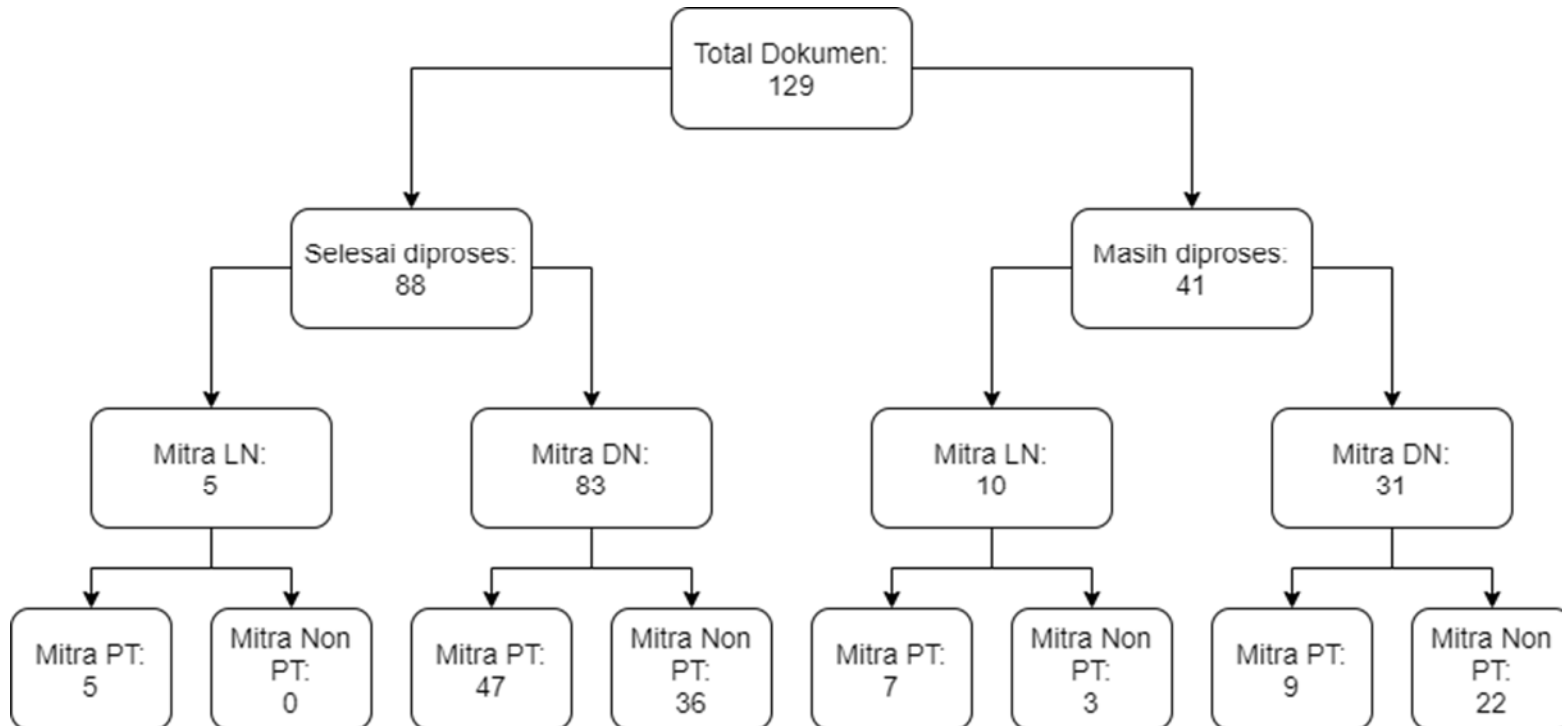 Total Dokumen:
129
Selesai diproses:
88
Masih diproses:
41
Mitra LN:
5
Mitra DN:
83
Mitra LN:
10
Mitra DN:
31
Mitra PT:
5
Mitra Non
PT:
0
Mitra PT:
47
Mitra Non
PT:
36
Mitra PT:
7
Mitra Non
PT:
3
Mitra PT:
9
Mitra Non
PT:
22